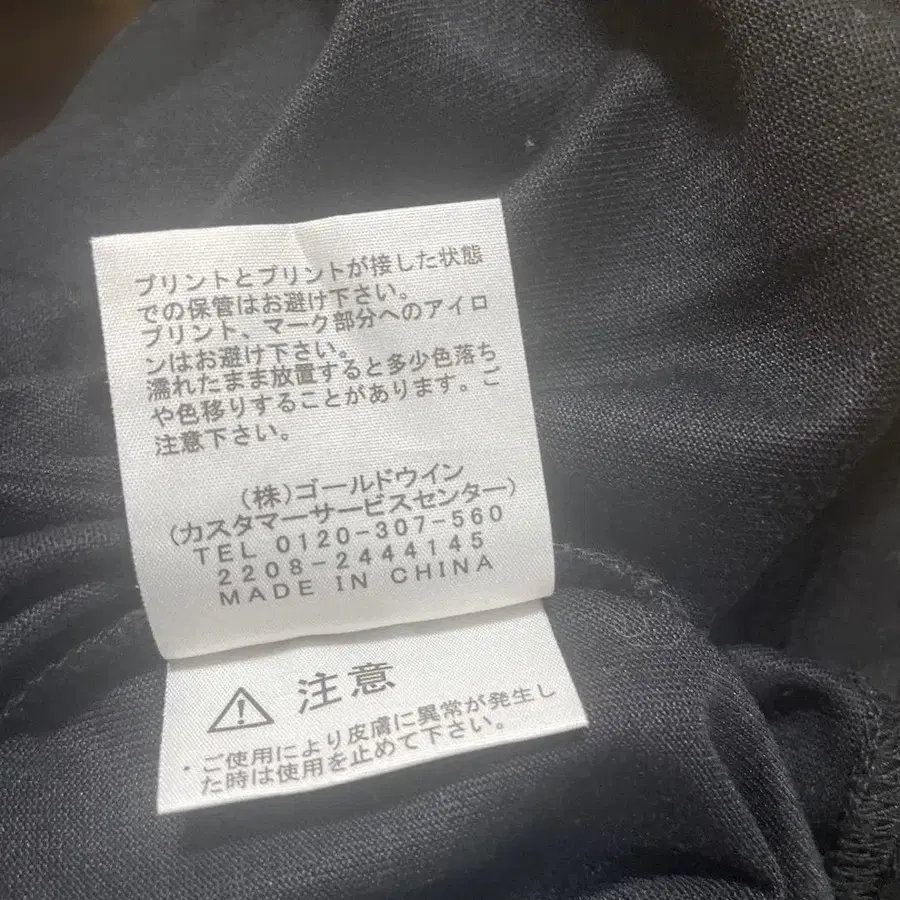 プリントとプリントが接した状態
での保管はお避け下さい。
プリント、マーク部分へのアイロ
ンはお避け下さい。
濡れたまま放置すると多少色落ち
や色移りすることがあります。ご
注意下さい。
(株)ゴールドウイン
(カスタマーサービスセンター)
TEL 0120-307-560
2208-2444145
MADE IN CHINA
注意
・ご使用により皮膚に異常が発生し
た時は使用を止めて下さい。